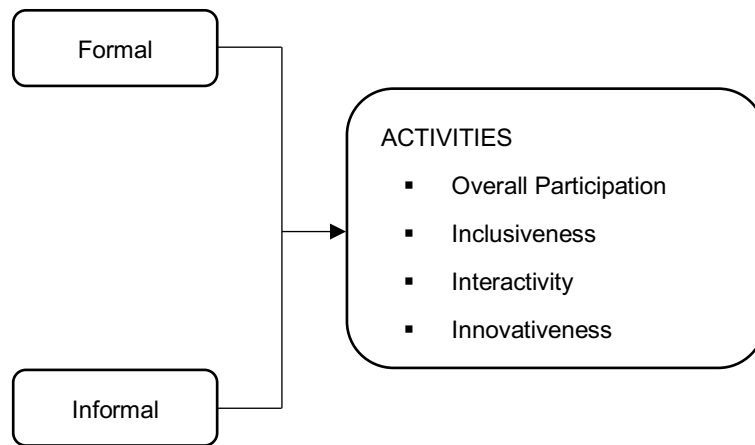 Formal
ACTIVITIES
▪ Overall Participation
▪ Inclusiveness
▪ Interactivity
▪ Innovativeness
Informal